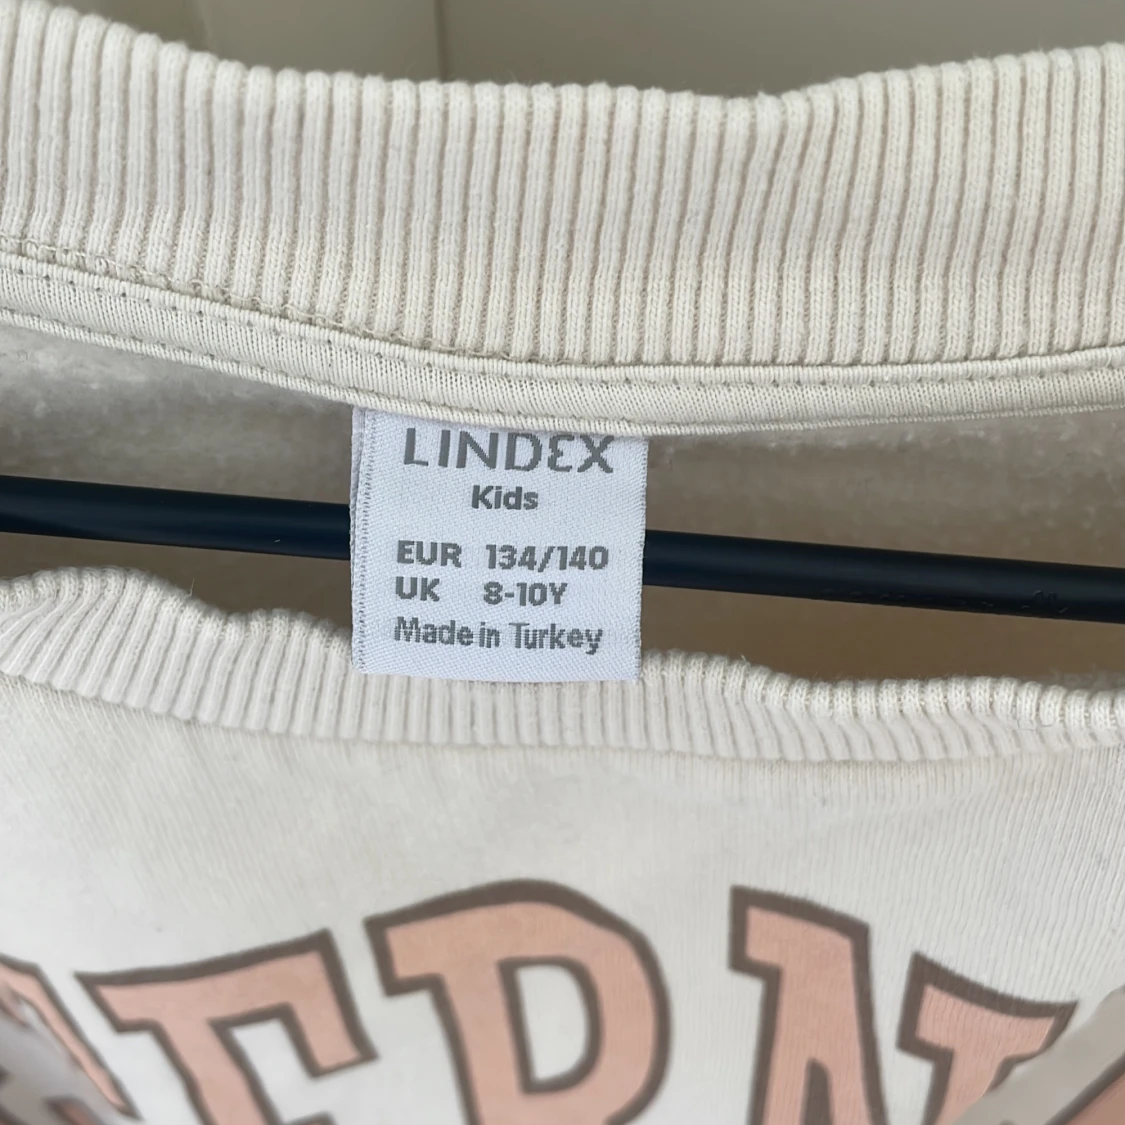 LINDEX
Kids
EUR 134/140
UK 8-10Y
Made in Turkey